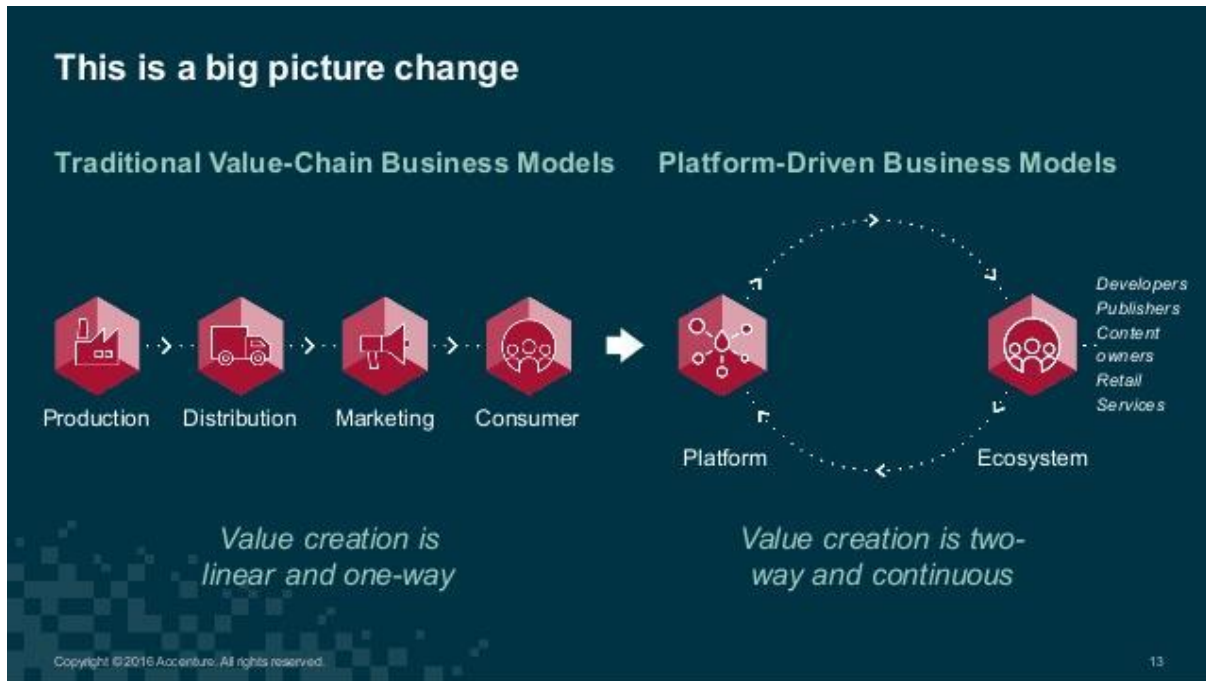 This is a big picture change
Traditional Value-Chain Business Models
Production
Distribution
Marketing
Consumer
Value creation is
linear and one-way
Platform-Driven Business Models
Platform
Ecosystem
Developers
Publishers
Content
owners
Retail
Services
Value creation is two-
way and continuous
Copyright © 2016 Accenture. All rights reserved.
13